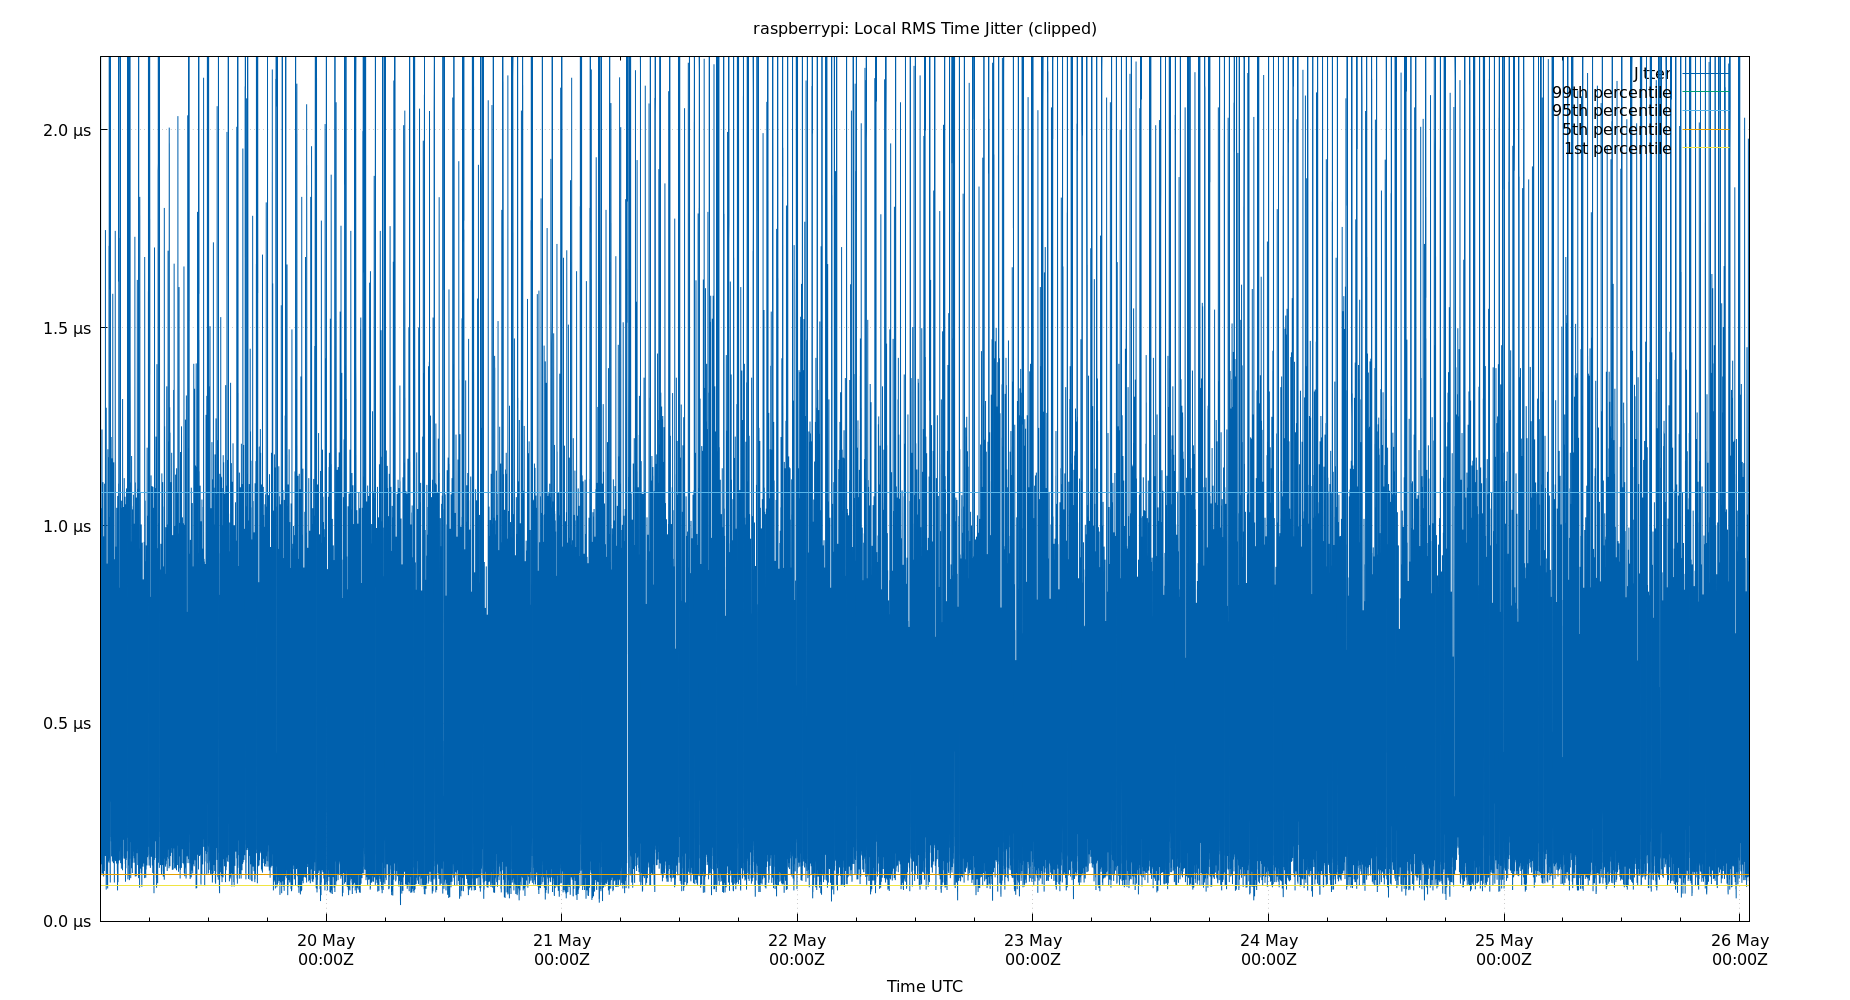 raspberrypi: Local RMS Time Jitter (clipped)
Jitter
99th percentile
95th percentile
5th percentile
1st percentile
2.0 µs
1.5 µs
1.0 µs
0.5 µs
0.0 µs
20 May 21 May 22 May 23 May 24 May 25 May 26 May
00:00Z 00:00Z 00:00Z 00:00Z 00:00Z 00:00Z 00:00Z
Time UTC